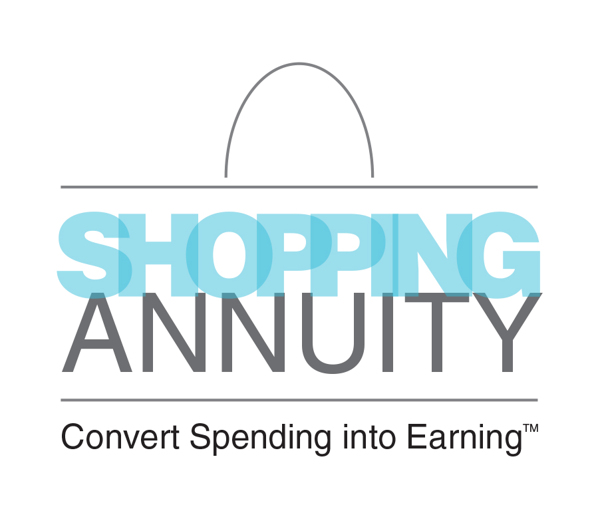 SHOPPING
ANNUITY
Convert Spending into Earning™